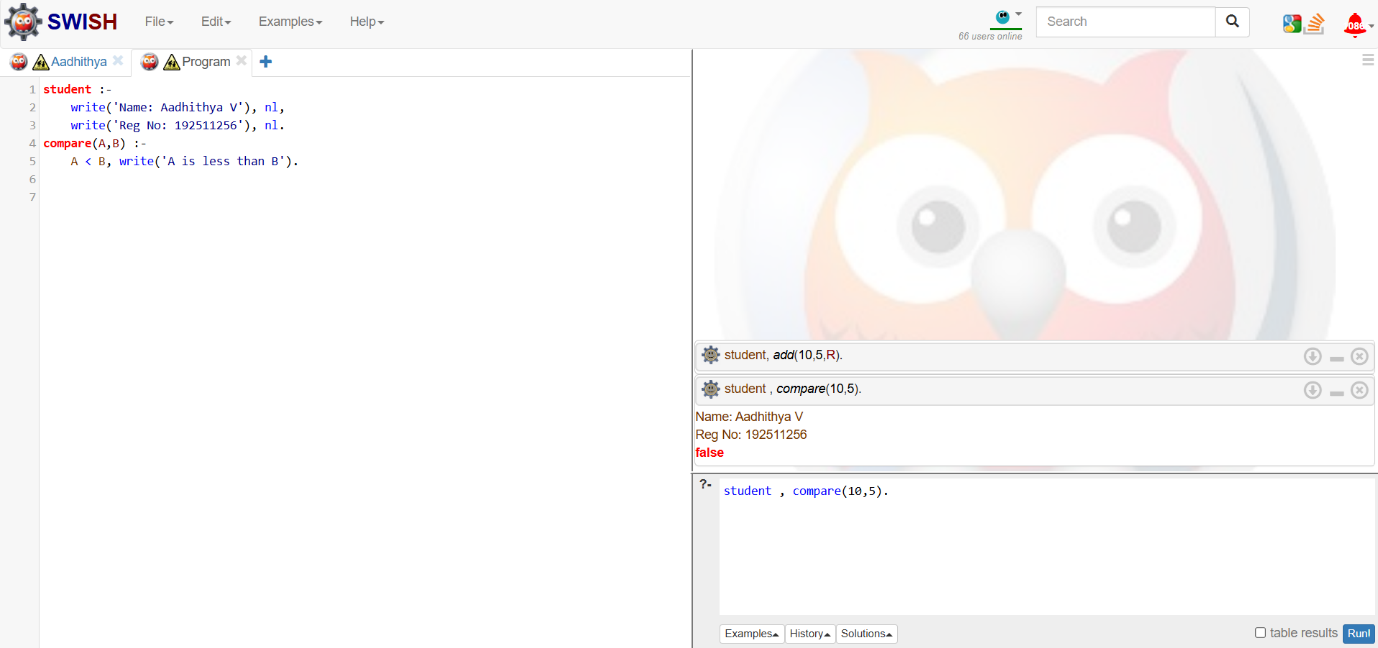 SWISH File Edit Examples Help 66 users online Search
Aadhithya Program
1 student :-
2 write('Name: Aadhithya V'), nl,
3 write('Reg No: 192511256'), nl.
4 compare(A,B) :-
5 A < B, write('A is less than B').
6
7
student, add(10,5,R).
student , compare(10,5).
Name: Aadhithya V
Reg No: 192511256
false
?- student , compare(10,5).
Examples History Solutions table results Run!